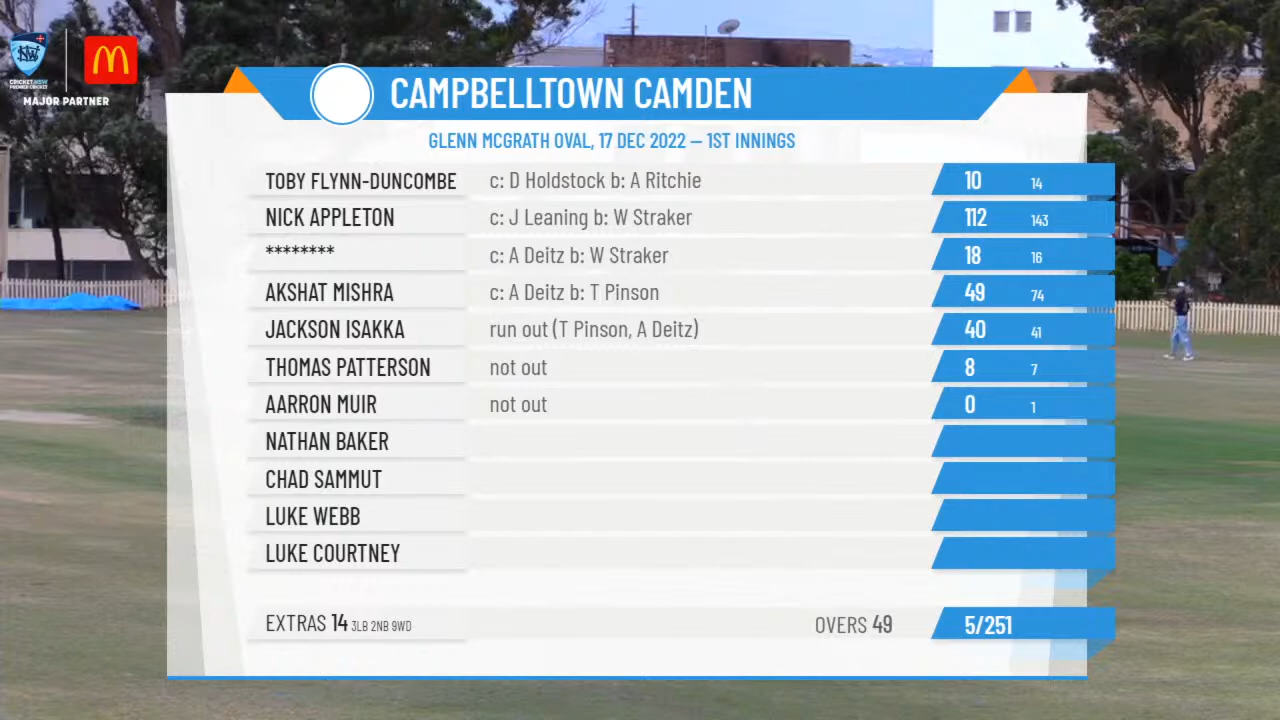 CRICKET NSW
PREMIER CRICKET
MAJOR PARTNER
CAMPBELLTOWN CAMDEN
GLENN MCGRATH OVAL, 17 DEC 2022 – 1ST INNINGS
TOBY FLYNN-DUNCOMBE c: D Holdstock b: A Ritchie 10 14
NICK APPLETON c: J Leaning b: W Straker 112 143
******** c: A Deitz b: W Straker 18 16
AKSHAT MISHRA c: A Deitz b: T Pinson 49 74
JACKSON ISAKKA run out (T Pinson, A Deitz) 40 41
THOMAS PATTERSON not out 8 7
AARRON MUIR not out 0 1
NATHAN BAKER
CHAD SAMMUT
LUKE WEBB
LUKE COURTNEY
EXTRAS 14 3LB 2NB 9WD OVERS 49 5/251